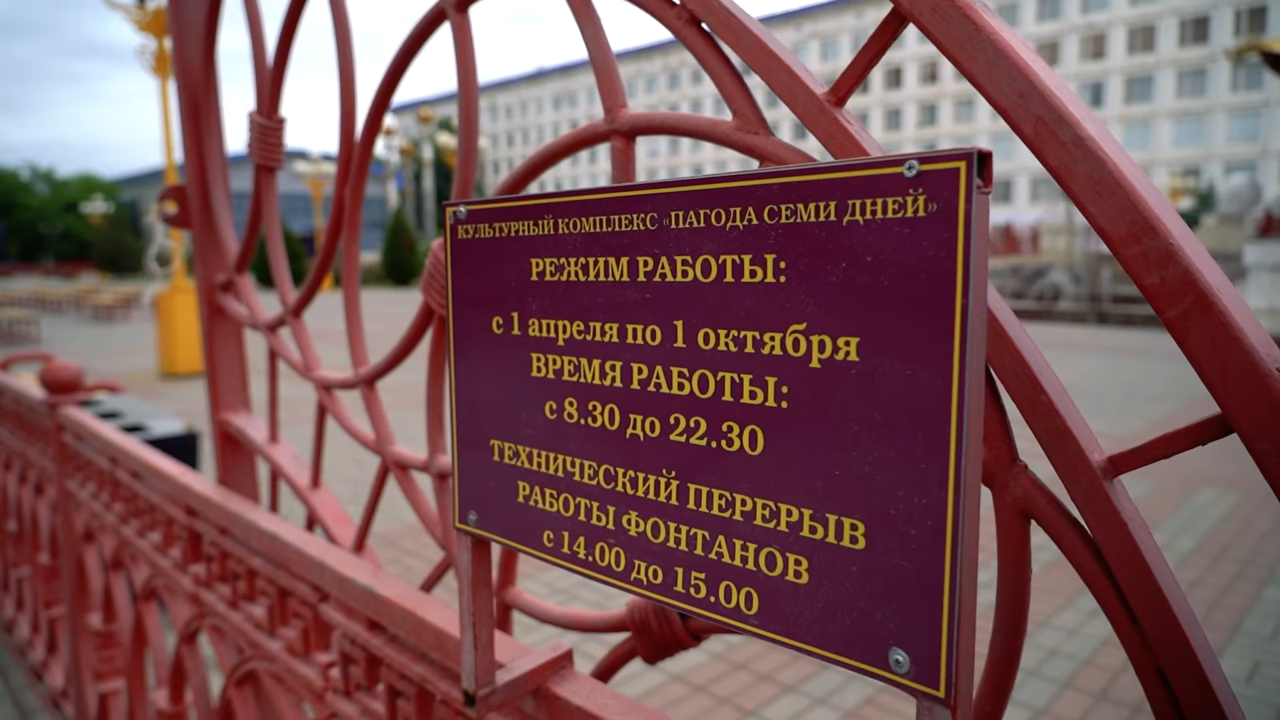 КУЛЬТУРНЫЙ КОМПЛЕКС «ПАГОДА СЕМИ ДНЕЙ»
РЕЖИМ РАБОТЫ:
с 1 апреля по 1 октября
ВРЕМЯ РАБОТЫ:
с 8.30 до 22.30
ТЕХНИЧЕСКИЙ ПЕРЕРЫВ
РАБОТЫ ФОНТАНОВ
с 14.00 до 15.00